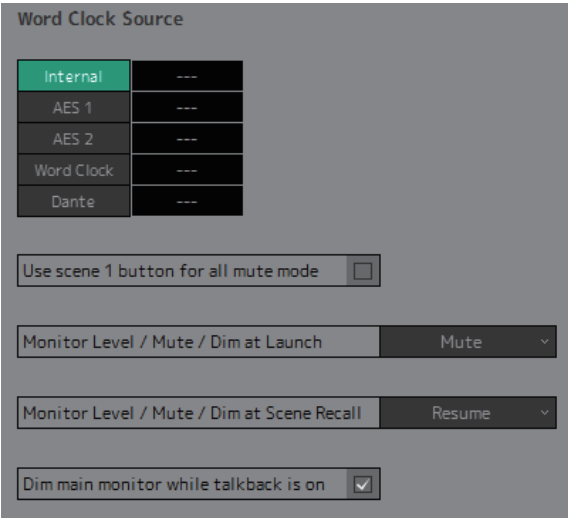 Word Clock Source
Internal ---
AES 1 ---
AES 2 ---
Word Clock ---
Dante ---
Use scene 1 button for all mute mode
Monitor Level / Mute / Dim at Launch Mute
Monitor Level / Mute / Dim at Scene Recall Resume
Dim main monitor while talkback is on